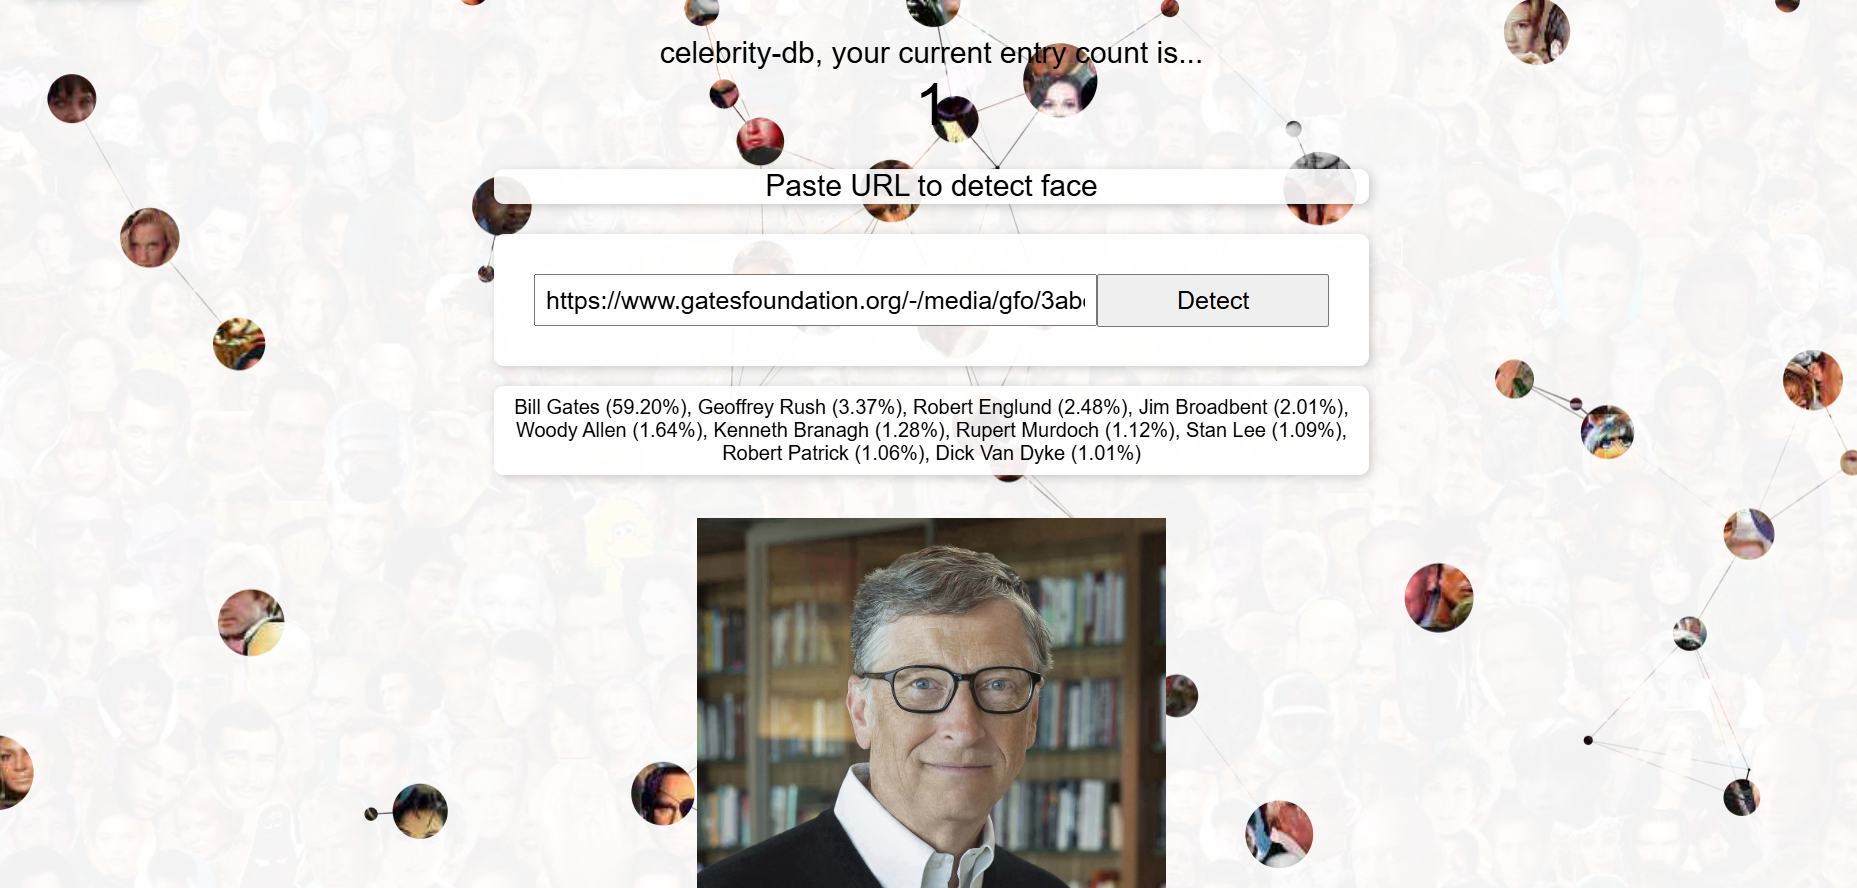 celebrity-db, your current entry count is...
1
Paste URL to detect face
https://www.gatesfoundation.org/-/media/gfo/3ab
Detect
Bill Gates (59.20%), Geoffrey Rush (3.37%), Robert Englund (2.48%), Jim Broadbent (2.01%),
Woody Allen (1.64%), Kenneth Branagh (1.28%), Rupert Murdoch (1.12%), Stan Lee (1.09%),
Robert Patrick (1.06%), Dick Van Dyke (1.01%)